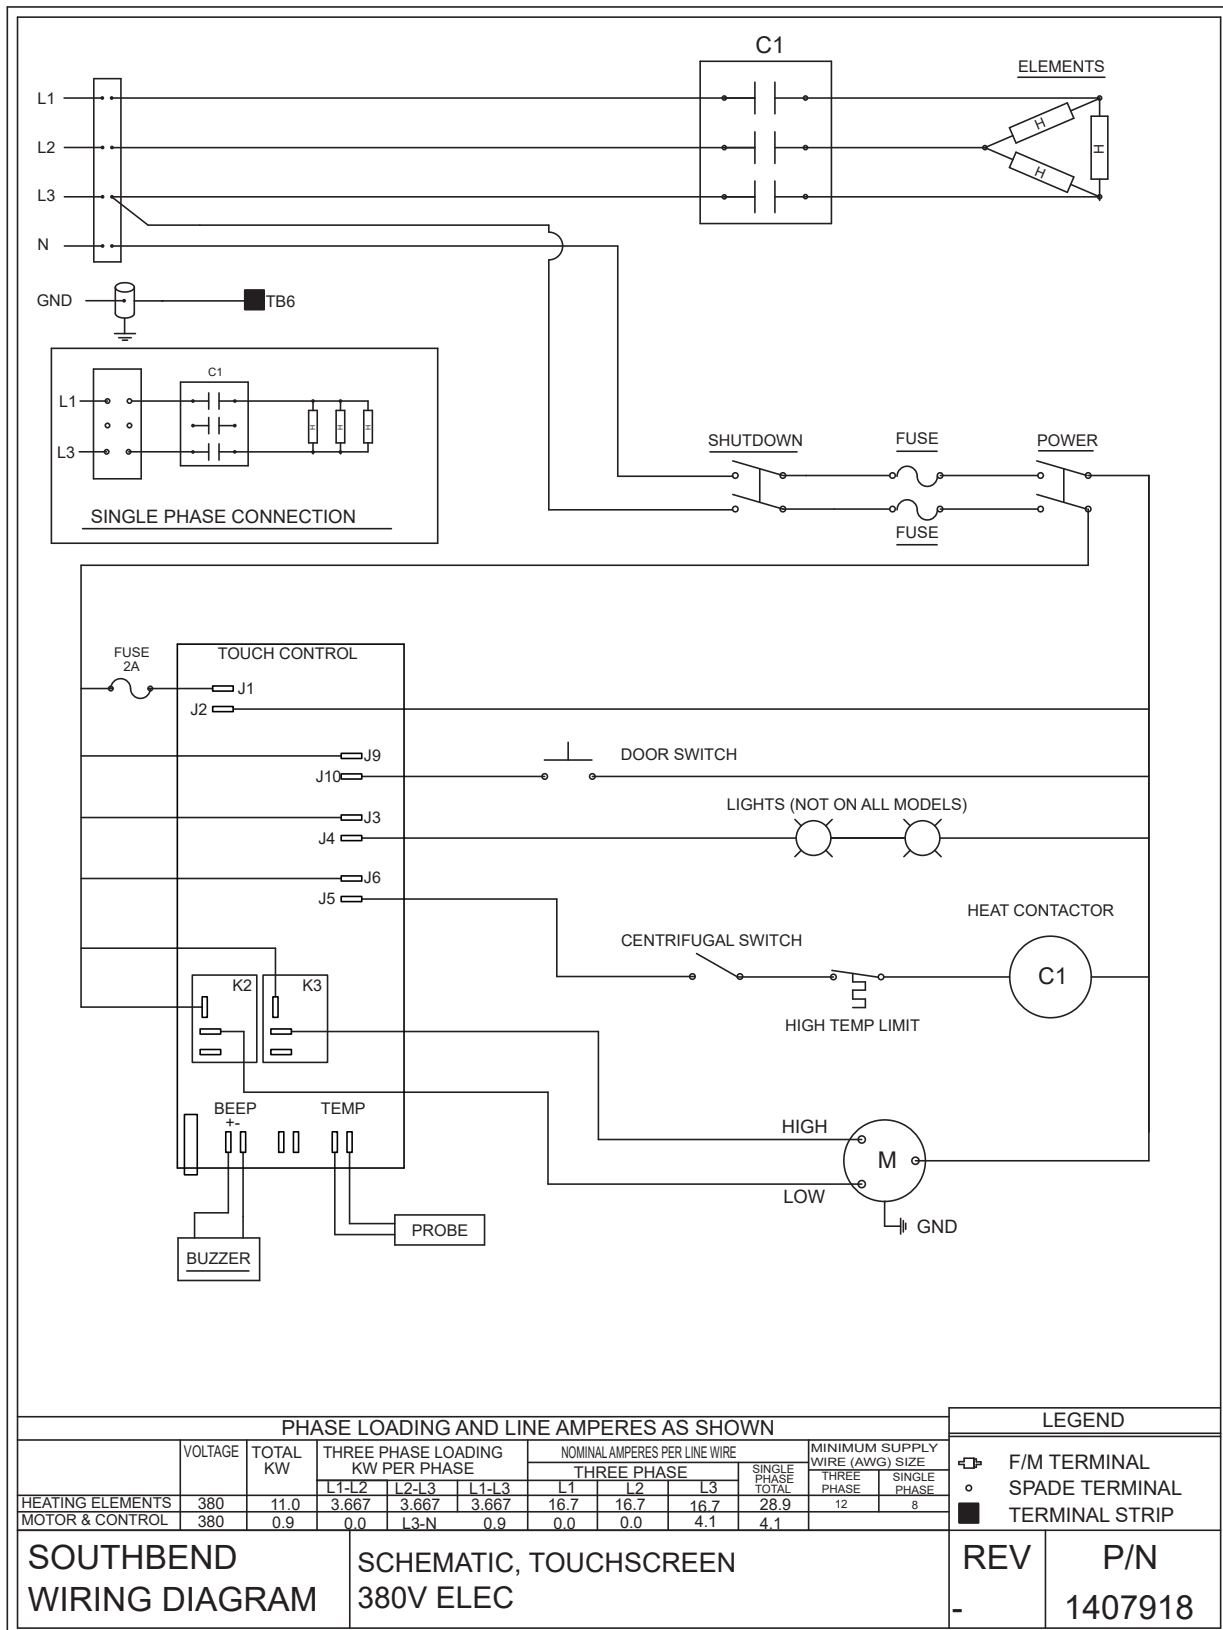 C1
ELEMENTS
L1
L2
L3
N
H
H
H
GND
TB6
C1
L1
L3
H
H
H
SINGLE PHASE CONNECTION
SHUTDOWN
FUSE
POWER
FUSE
FUSE
2A
TOUCH CONTROL
J1
J2
J9
J10
DOOR SWITCH
J3
LIGHTS (NOT ON ALL MODELS)
J4
J6
J5
HEAT CONTACTOR
CENTRIFUGAL SWITCH
C1
K2
K3
HIGH TEMP LIMIT
BEEP
+-
TEMP
HIGH
M
LOW
GND
PROBE
BUZZER
PHASE LOADING AND LINE AMPERES AS SHOWN
VOLTAGE
TOTAL
KW
THREE PHASE LOADING
KW PER PHASE
L1-L2 L2-L3 L1-L3
NOMINAL AMPERES PER LINE WIRE
THREE PHASE
L1 L2 L3
SINGLE
PHASE
TOTAL
MINIMUM SUPPLY
WIRE (AWG) SIZE
THREE
PHASE
SINGLE
PHASE
HEATING ELEMENTS 380 11.0 3.667 3.667 3.667 16.7 16.7 16.7 28.9 12 8
MOTOR & CONTROL 380 0.9 0.0 L3-N 0.9 0.0 0.0 4.1 4.1
LEGEND
F/M TERMINAL
SPADE TERMINAL
TERMINAL STRIP
SOUTHBEND
WIRING DIAGRAM
SCHEMATIC, TOUCHSCREEN
380V ELEC
REV
-
P/N
1407918